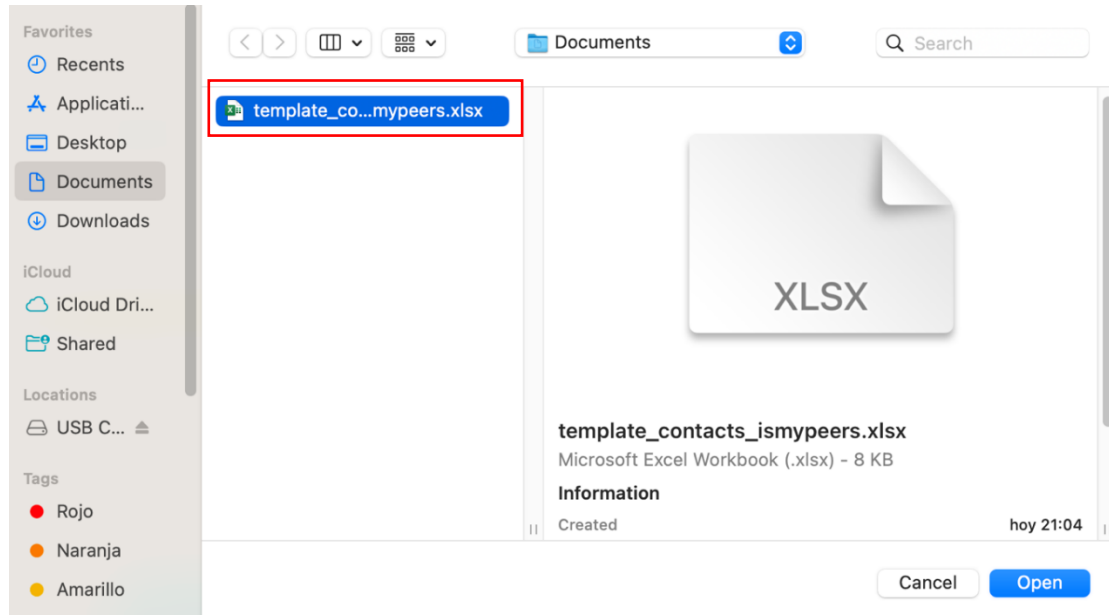 Favorites
Recents
Applicati...
Desktop
Documents
Downloads
iCloud
iCloud Dri...
Shared
Locations
USB C...
Tags
Rojo
Naranja
Amarillo
Documents
Search
template_co...mypeers.xlsx
XLSX
template_contacts_ismypeers.xlsx
Microsoft Excel Workbook (.xlsx) - 8 KB
Information
Created hoy 21:04
Cancel
Open